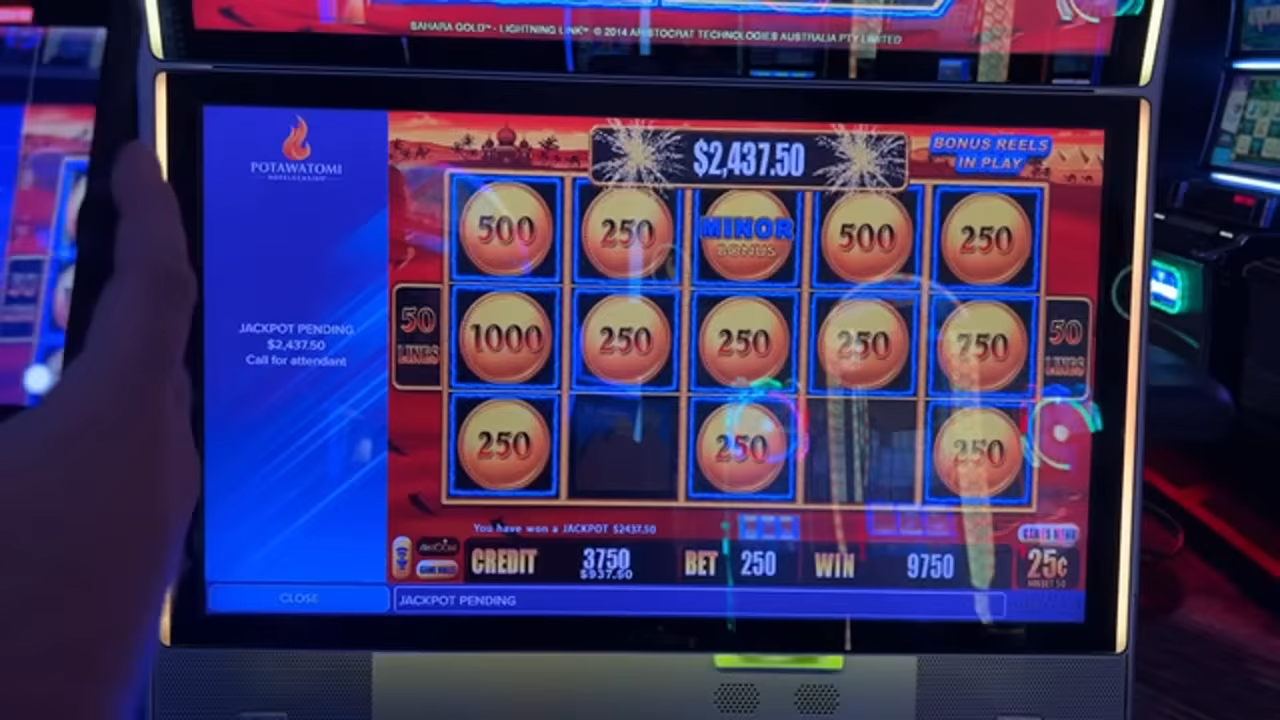 SAHARA GOLD™ - LIGHTNING LINK™ © 2014 ARISTOCRAT TECHNOLOGIES AUSTRALIA PTY LIMITED
POTAWATOMI
$2,437.50
BONUS REELS
IN PLAY
500 250 MINOR 500 250
BONUS
JACKPOT PENDING
$2,437.50
Call for attendant
50
LINES
1000 250 250 250 750
50
LINES
250 250 250
You have won a JACKPOT $2437.50
CREDIT 3750 BET 250 WIN 9750 25¢
$937.50
CLOSE
JACKPOT PENDING